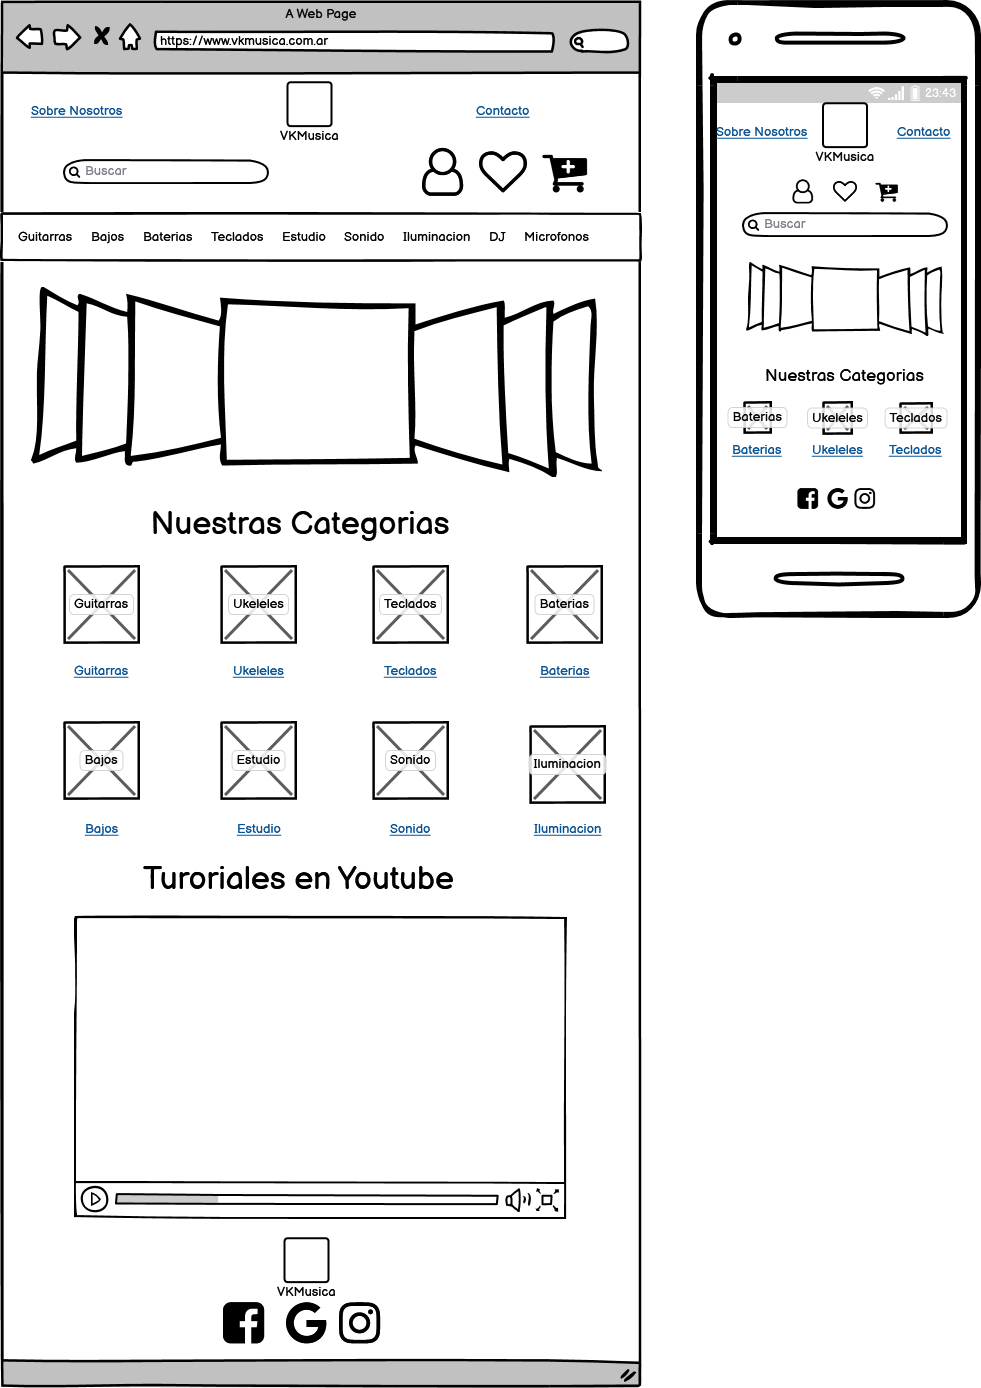 A Web Page
https://www.vkmusica.com.ar
Sobre Nosotros
VKMusica
Contacto
Buscar
Guitarras Bajos Baterias Teclados Estudio Sonido Iluminacion DJ Microfonos
Nuestras Categorias
Guitarras Ukeleles Teclados Baterias
Guitarras Ukeleles Teclados Baterias
Bajos Estudio Sonido Iluminacion
Bajos Estudio Sonido Iluminacion
Turoriales en Youtube
VKMusica
23:43
Sobre Nosotros
VKMusica
Contacto
Buscar
Nuestras Categorias
Baterias Ukeleles Teclados
Baterias Ukeleles Teclados